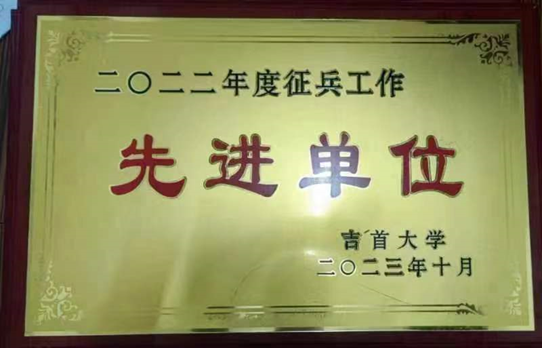 二〇二二年度征兵工作
先进单位
吉首大学
二〇二三年十月